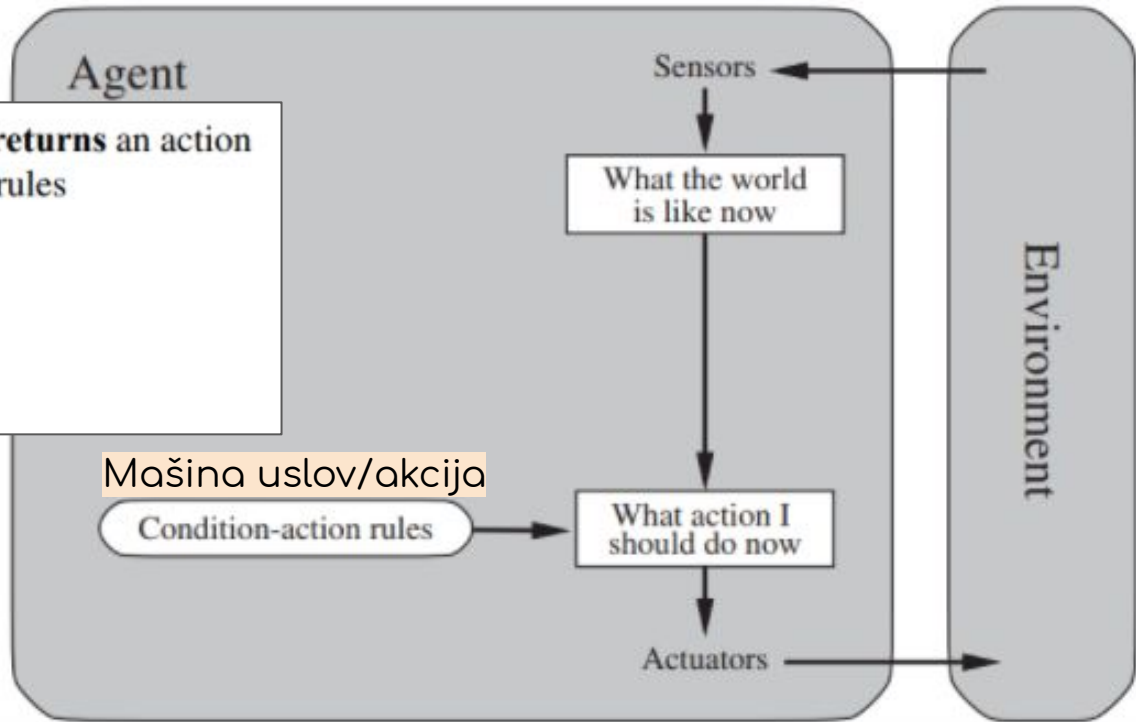 Agent
returns an action
rules
Sensors
What the world
is like now
Mašina uslov/akcija
Condition-action rules
What action I
should do now
Actuators
Environment